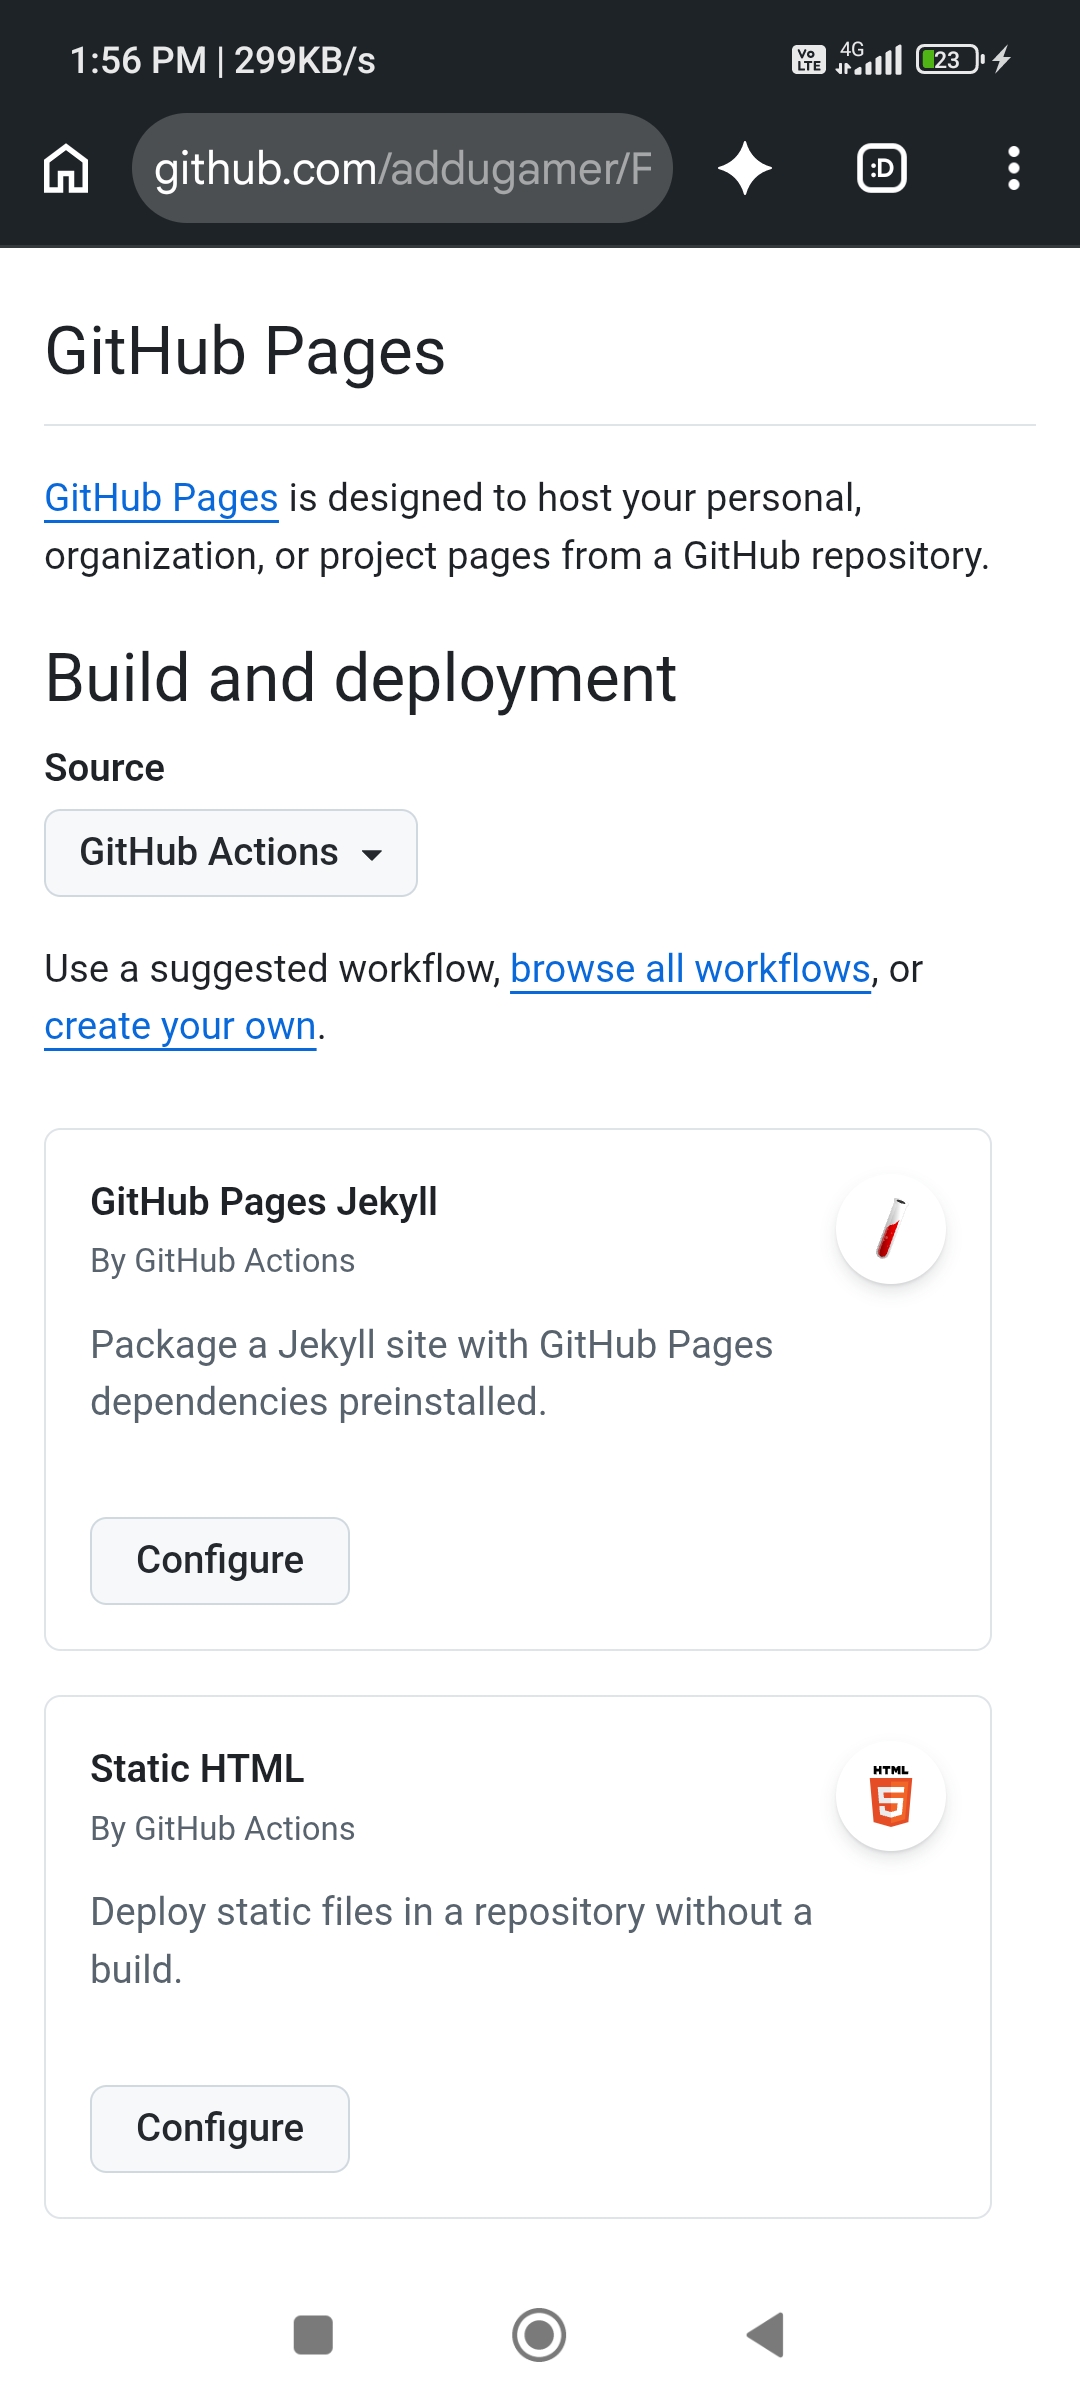 1:56 PM | 299KB/s
Vo LTE 4G 23
github.com/addugamer/F
:D
GitHub Pages
GitHub Pages is designed to host your personal,
organization, or project pages from a GitHub repository.
Build and deployment
Source
GitHub Actions
Use a suggested workflow, browse all workflows, or
create your own.
GitHub Pages Jekyll
By GitHub Actions
Package a Jekyll site with GitHub Pages
dependencies preinstalled.
Configure
Static HTML
HTML
5
By GitHub Actions
Deploy static files in a repository without a
build.
Configure